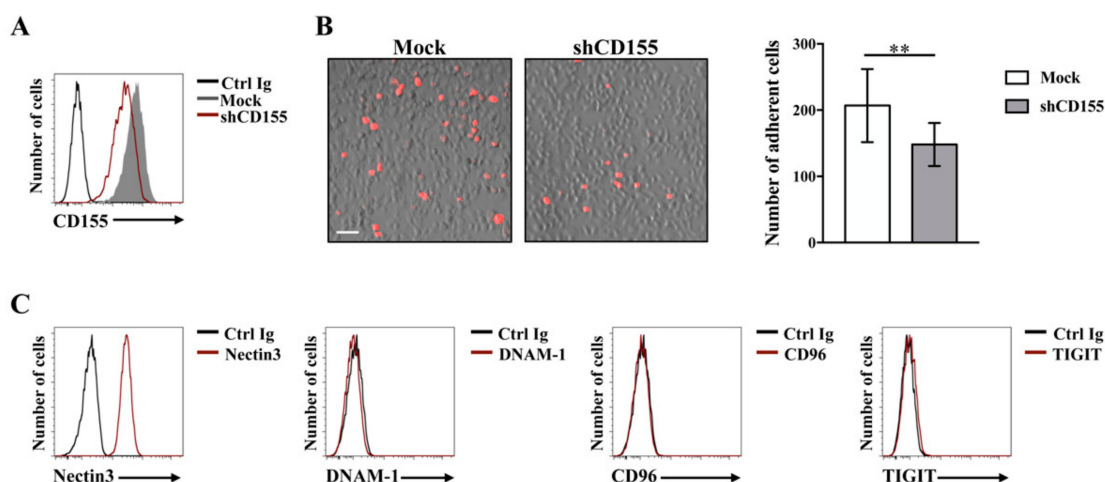 A
Number of cells
CD155
Ctrl Ig
Mock
shCD155
B
Mock
shCD155
Number of adherent cells
300
200
100
0
**
Mock
shCD155
C
Number of cells
Nectin3
Ctrl Ig
Nectin3
Number of cells
DNAM-1
Ctrl Ig
DNAM-1
Number of cells
CD96
Ctrl Ig
CD96
Number of cells
TIGIT
Ctrl Ig
TIGIT